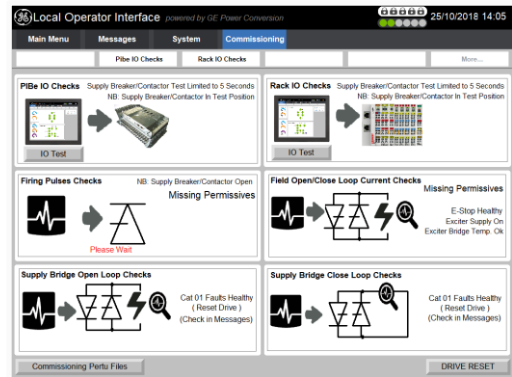 Local Operator Interface powered by GE Power Conversion
25/10/2018 14:05
Main Menu
Messages
System
Commissioning
PIBe IO Checks
Rack IO Checks
More...
PIBe IO Checks
Supply Breaker/Contactor Test Limited to 5 Seconds
NB: Supply Breaker/Contactor In Test Position
IO Test
Rack IO Checks
Supply Breaker/Contactor Test Limited to 5 Seconds
NB: Supply Breaker/Contactor In Test Position
IO Test
Firing Pulses Checks
NB: Supply Breaker/Contactor Open
Missing Permissives
Please Wait
Field Open/Close Loop Current Checks
Missing Permissives
E-Stop Healthy
Exciter Supply On
Exciter Bridge Temp. Ok
Supply Bridge Open Loop Checks
Cat 01 Faults Healthy
( Reset Drive )
(Check in Messages)
Supply Bridge Close Loop Checks
Cat 01 Faults Healthy
( Reset Drive )
(Check in Messages)
Commissioning Pertu Files
DRIVE RESET